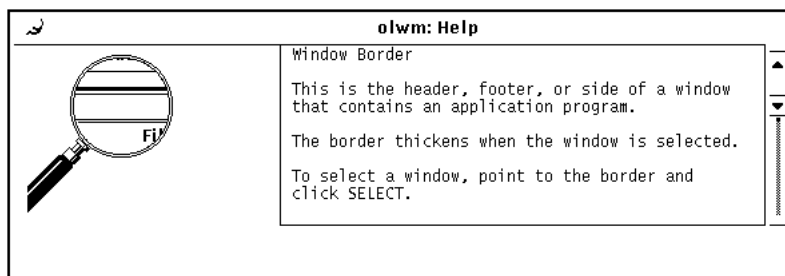 olwm: Help
Window Border
This is the header, footer, or side of a window
that contains an application program.
The border thickens when the window is selected.
To select a window, point to the border and
click SELECT.